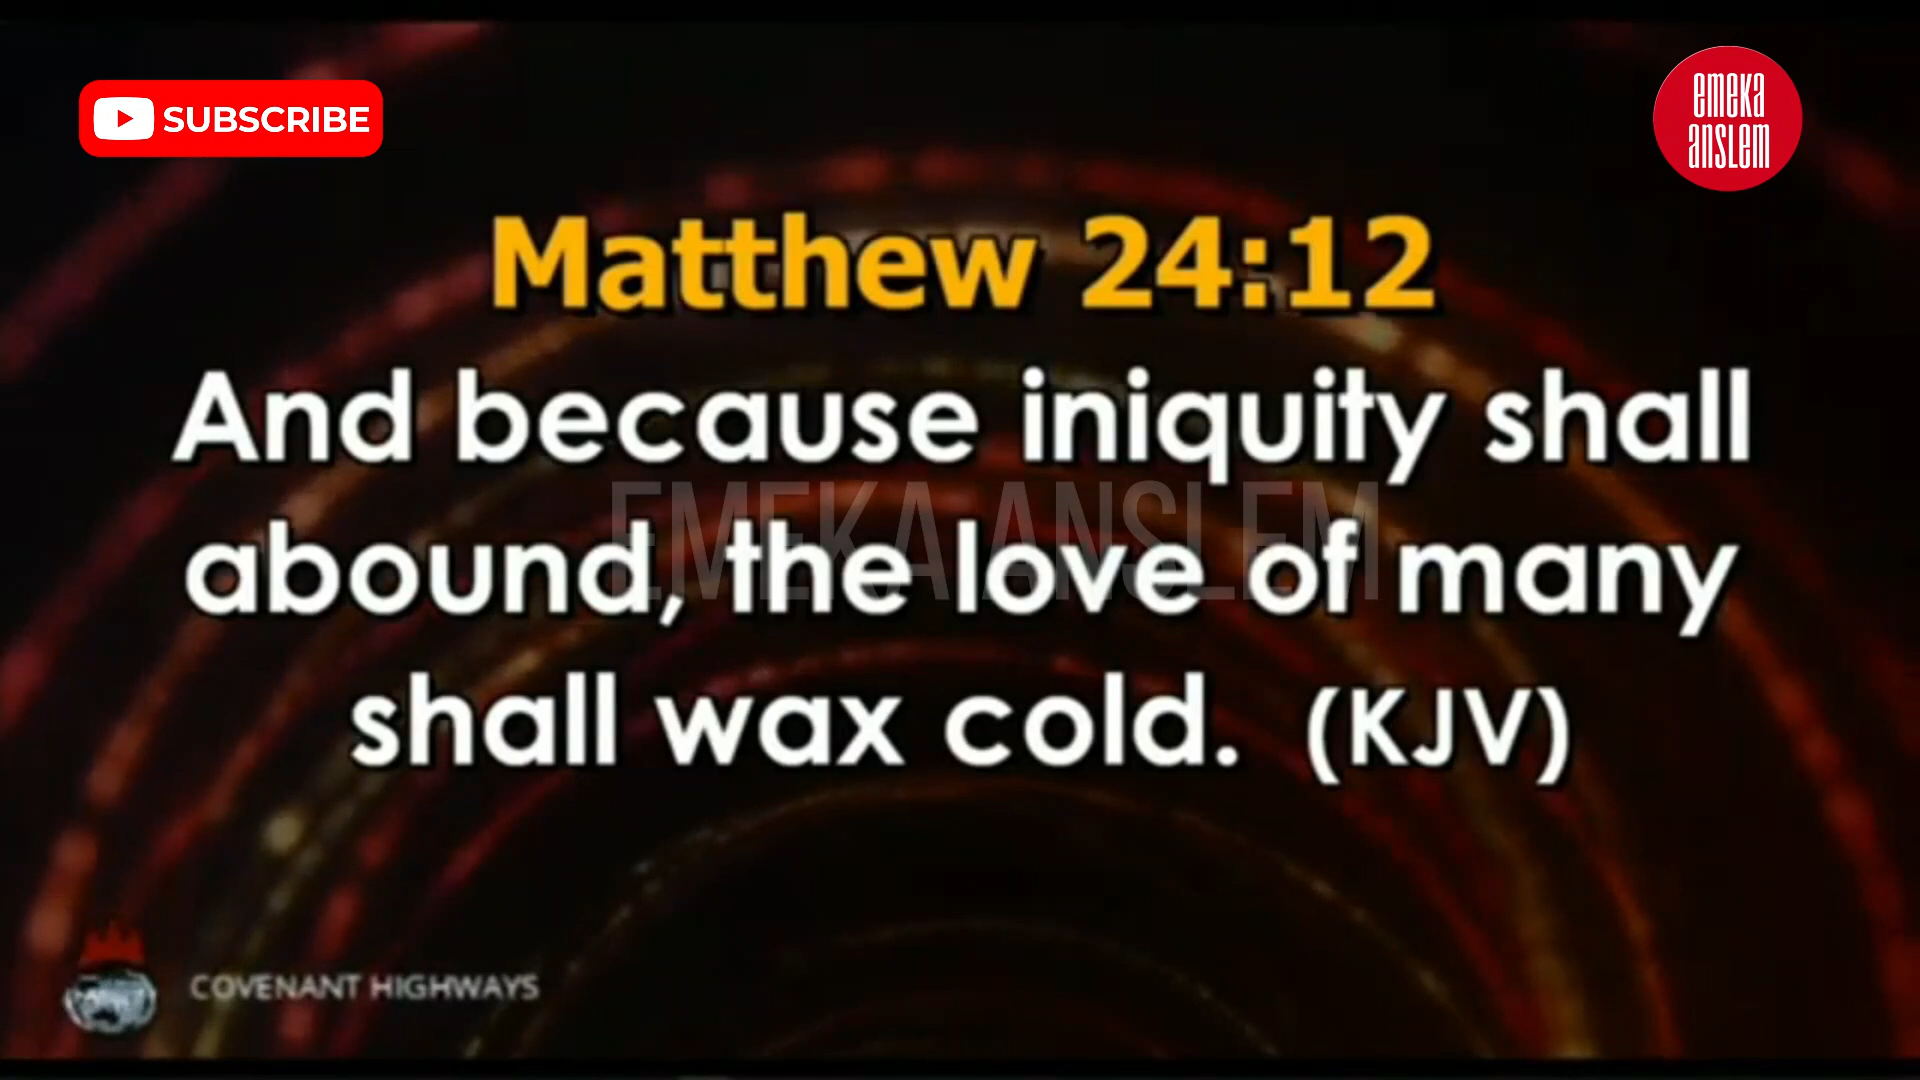 SUBSCRIBE
emeka
anslem
Matthew 24:12
And because iniquity shall
abound, the love of many
shall wax cold. (KJV)
EMEKA ANSLEM
COVENANT HIGHWAYS